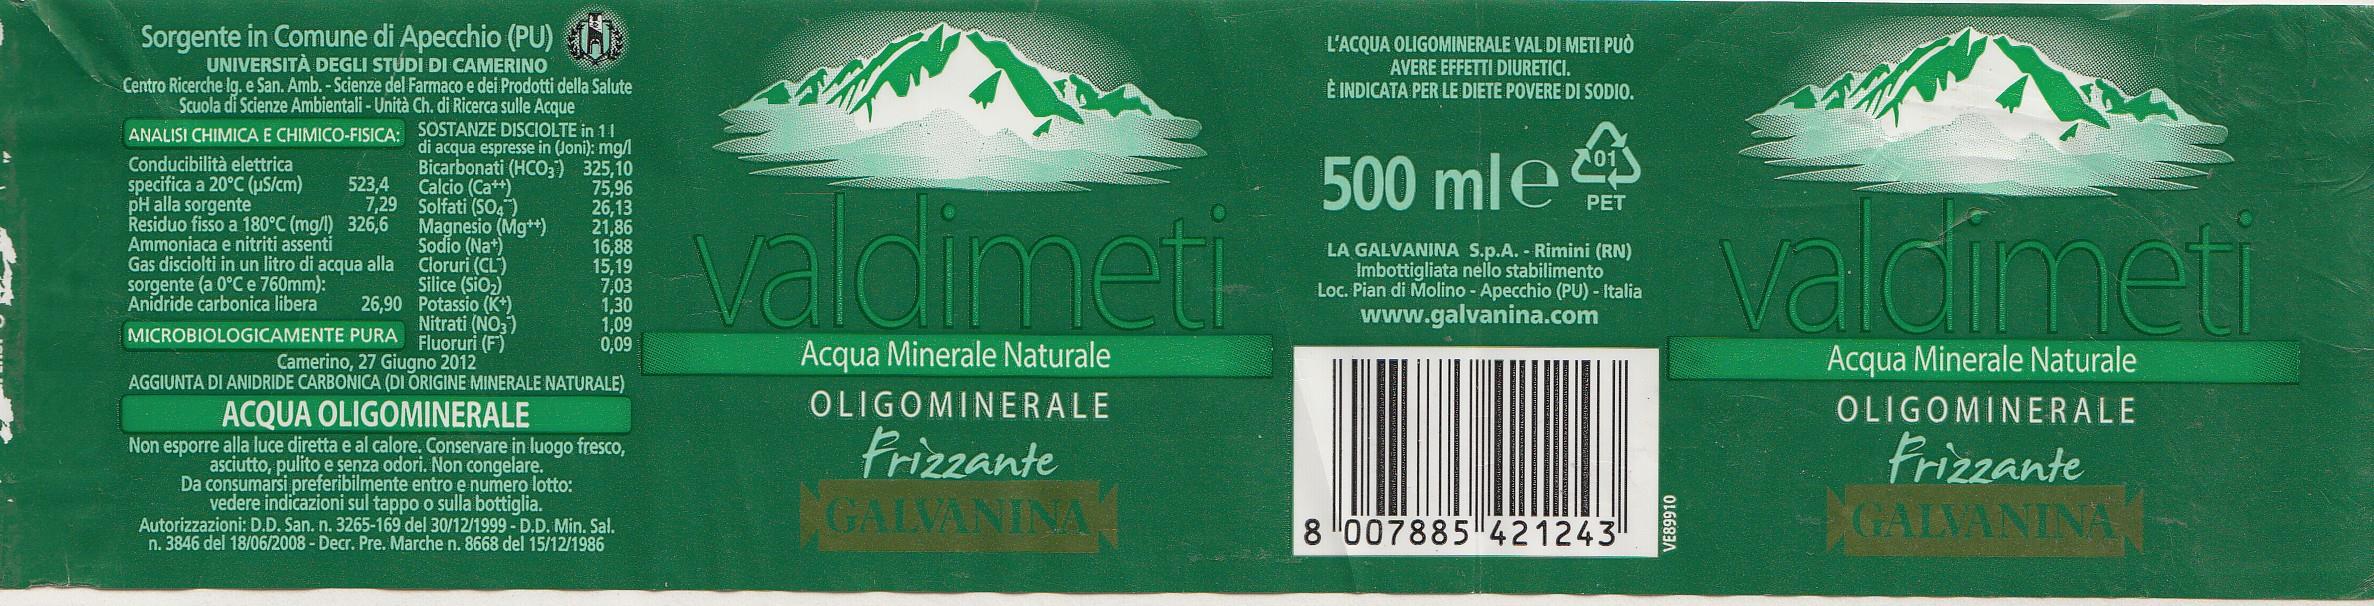 Sorgente in Comune di Apecchio (PU)
UNIVERSITÀ DEGLI STUDI DI CAMERINO
Centro Ricerche Ig. e San. Amb. - Scienze del Farmaco e dei Prodotti della Salute
Scuola di Scienze Ambientali - Unità Ch. di Ricerca sulle Acque
ANALISI CHIMICA E CHIMICO-FISICA:
Conducibilità elettrica
specifica a 20°C (µS/cm) 523,4
pH alla sorgente 7,29
Residuo fisso a 180°C (mg/l) 326,6
Ammoniaca e nitriti assenti
Gas disciolti in un litro di acqua alla
sorgente (a 0°C e 760mm):
Anidride carbonica libera 26,90
MICROBIOLOGICAMENTE PURA
SOSTANZE DISCIOLTE in 1 l
di acqua espresse in (Joni): mg/l
Bicarbonati (HCO₃⁻) 325,10
Calcio (Ca⁺⁺) 75,96
Solfati (SO₄⁻⁻) 26,13
Magnesio (Mg⁺⁺) 21,86
Sodio (Na⁺) 16,88
Cloruri (CL⁻) 15,19
Silice (SiO₂) 7,03
Potassio (K⁺) 1,30
Nitrati (NO₃⁻) 1,09
Fluoruri (F⁻) 0,09
Camerino, 27 Giugno 2012
AGGIUNTA DI ANIDRIDE CARBONICA (DI ORIGINE MINERALE NATURALE)
ACQUA OLIGOMINERALE
Non esporre alla luce diretta e al calore. Conservare in luogo fresco,
asciutto, pulito e senza odori. Non congelare.
Da consumarsi preferibilmente entro e numero lotto:
vedere indicazioni sul tappo o sulla bottiglia.
Autorizzazioni: D.D. San. n. 3265-169 del 30/12/1999 - D.D. Min. Sal.
n. 3846 del 18/06/2008 - Decr. Pre. Marche n. 8668 del 15/12/1986
valdimeti
Acqua Minerale Naturale
OLIGOMINERALE
Frizzante
GALVANINA
L'ACQUA OLIGOMINERALE VAL DI METI PUÒ
AVERE EFFETTI DIURETICI.
È INDICATA PER LE DIETE POVERE DI SODIO.
500 ml e
01
PET
LA GALVANINA S.p.A. - Rimini (RN)
Imbottigliata nello stabilimento
Loc. Pian di Molino - Apecchio (PU) - Italia
www.galvanina.com
8 007885 421243
VE89910
valdimeti
Acqua Minerale Naturale
OLIGOMINERALE
Frizzante
GALVANINA